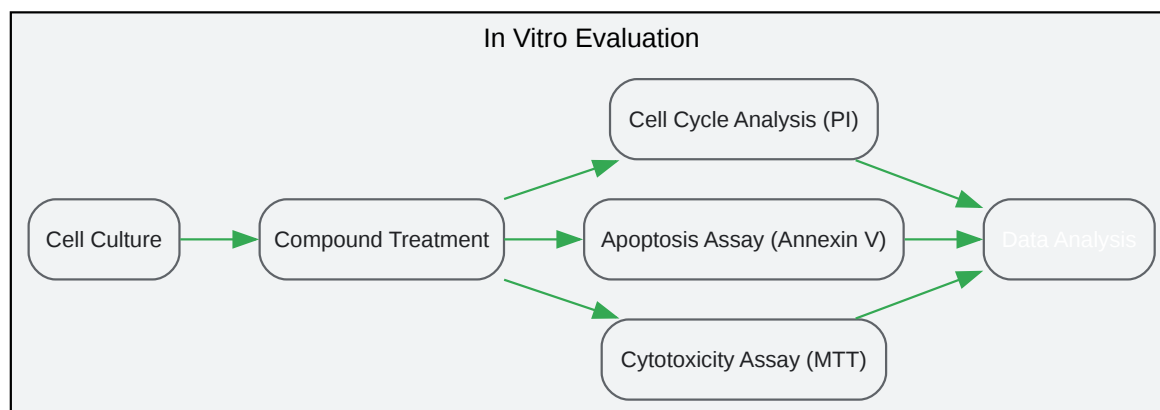 In Vitro Evaluation
Cell Cycle Analysis (PI)
Cell Culture
Compound Treatment
Apoptosis Assay (Annexin V)
Data Analysis
Cytotoxicity Assay (MTT)